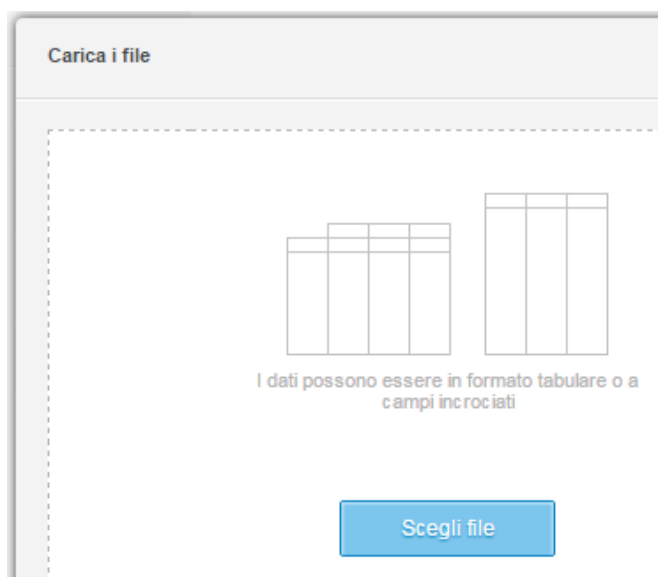 Carica i file
I dati possono essere in formato tabulare o a
campi incrociati
Scegli file